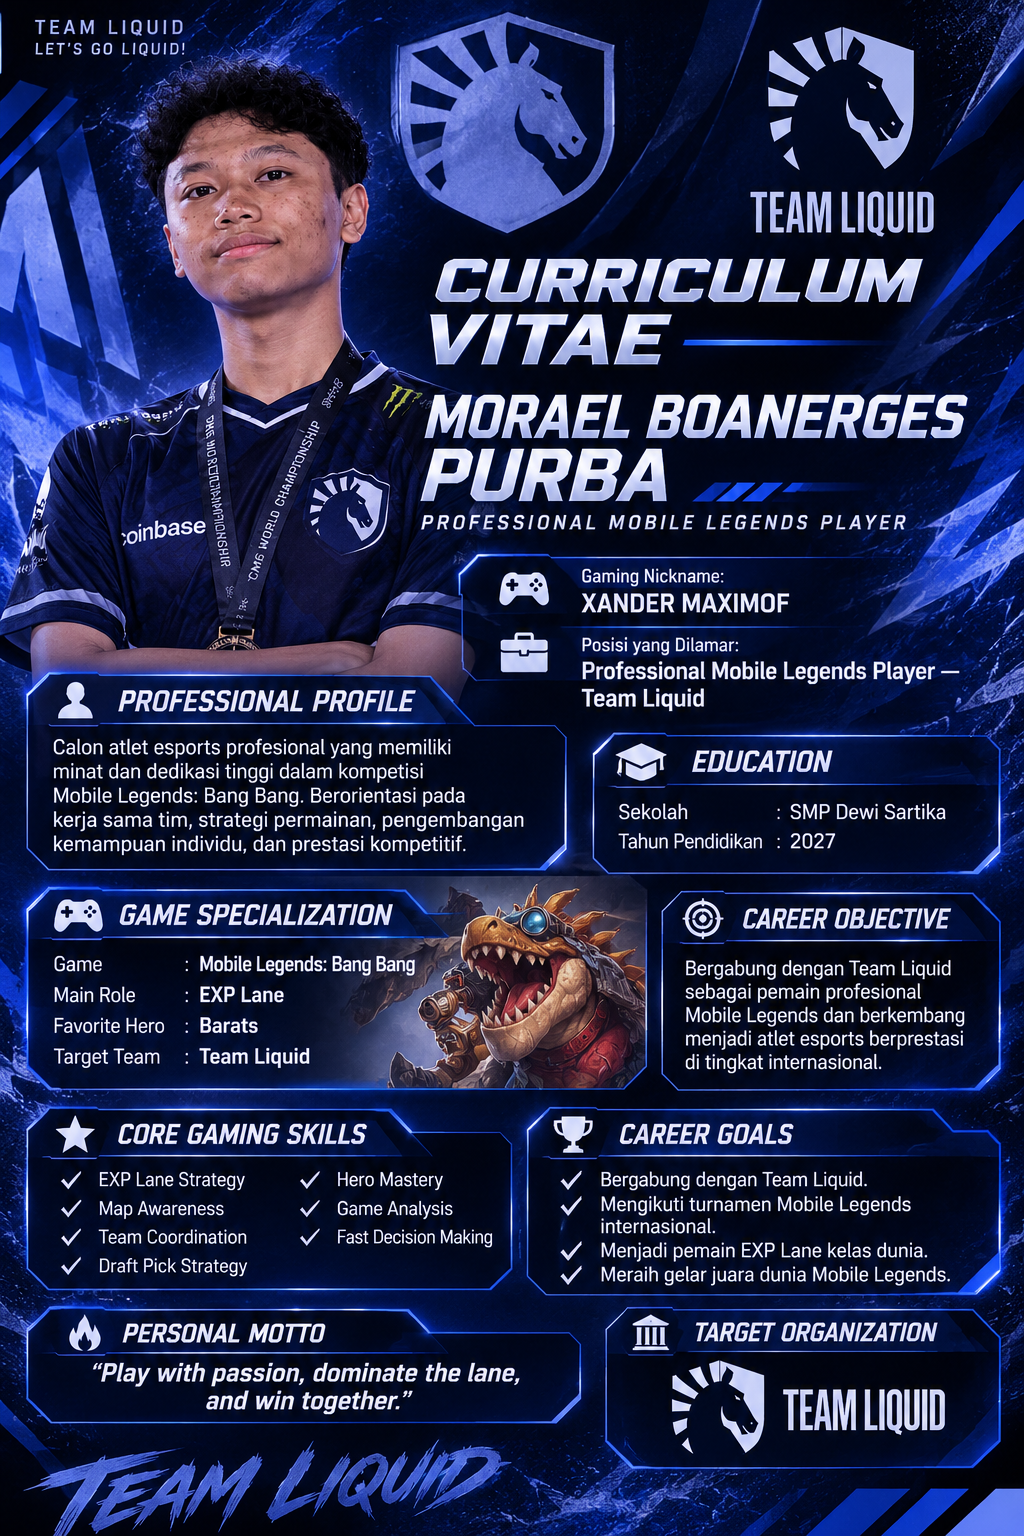 TEAM LIQUID
LET'S GO LIQUID!
TEAM LIQUID
CURRICULUM
VITAE
MORAEL BOANERGES
PURBA
PROFESSIONAL MOBILE LEGENDS PLAYER
coinbase
WORLD CHAMPIONSHIP
Gaming Nickname:
XANDER MAXIMOF
Posisi yang Dilamar:
Professional Mobile Legends Player —
Team Liquid
PROFESSIONAL PROFILE
Calon atlet esports profesional yang memiliki
minat dan dedikasi tinggi dalam kompetisi
Mobile Legends: Bang Bang. Berorientasi pada
kerja sama tim, strategi permainan, pengembangan
kemampuan individu, dan prestasi kompetitif.
EDUCATION
Sekolah : SMP Dewi Sartika
Tahun Pendidikan : 2027
GAME SPECIALIZATION
Game : Mobile Legends: Bang Bang
Main Role : EXP Lane
Favorite Hero : Barats
Target Team : Team Liquid
CAREER OBJECTIVE
Bergabung dengan Team Liquid
sebagai pemain profesional
Mobile Legends dan berkembang
menjadi atlet esports berprestasi
di tingkat internasional.
CORE GAMING SKILLS
EXP Lane Strategy
Map Awareness
Team Coordination
Draft Pick Strategy
Hero Mastery
Game Analysis
Fast Decision Making
CAREER GOALS
Bergabung dengan Team Liquid.
Mengikuti turnamen Mobile Legends
internasional.
Menjadi pemain EXP Lane kelas dunia.
Meraih gelar juara dunia Mobile Legends.
PERSONAL MOTTO
“Play with passion, dominate the lane,
and win together.”
TARGET ORGANIZATION
TEAM LIQUID
TEAM LIQUID